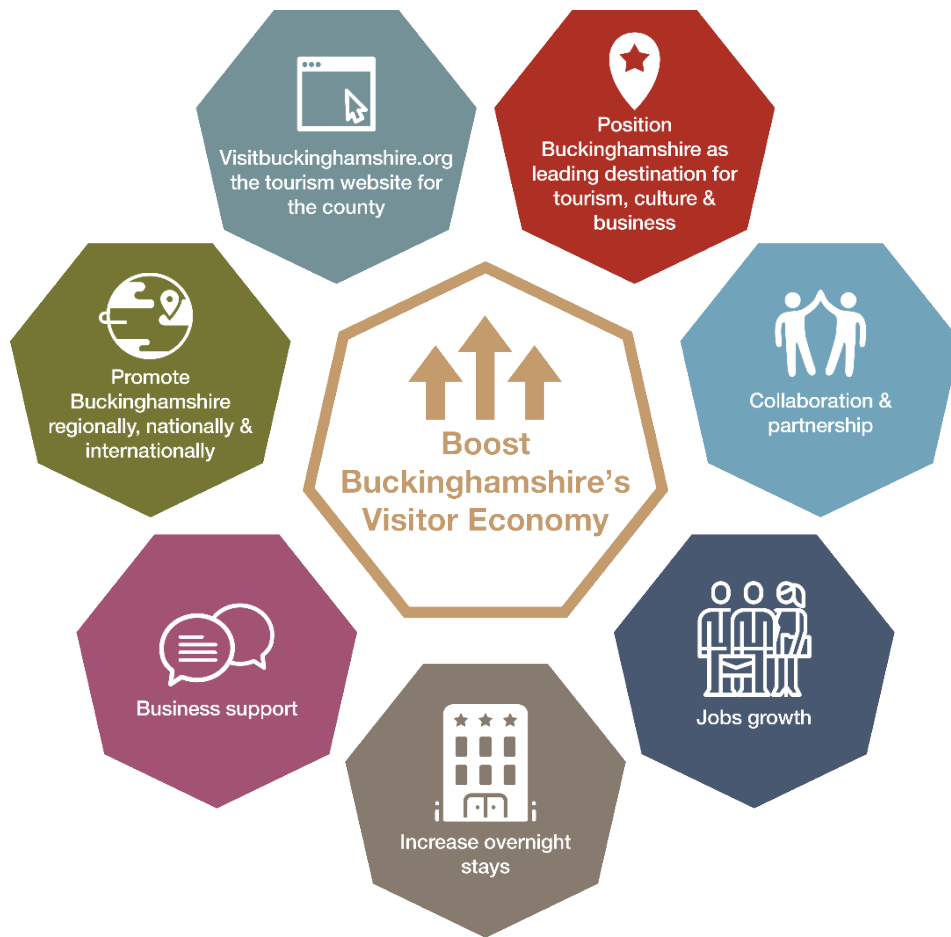 Visitbuckinghamshire.org
the tourism website for
the county
Position
Buckinghamshire as
leading destination for
tourism, culture &
business
Promote
Buckinghamshire
regionally, nationally &
internationally
Boost
Buckinghamshire’s
Visitor Economy
Collaboration &
partnership
Business support
Jobs growth
Increase overnight
stays